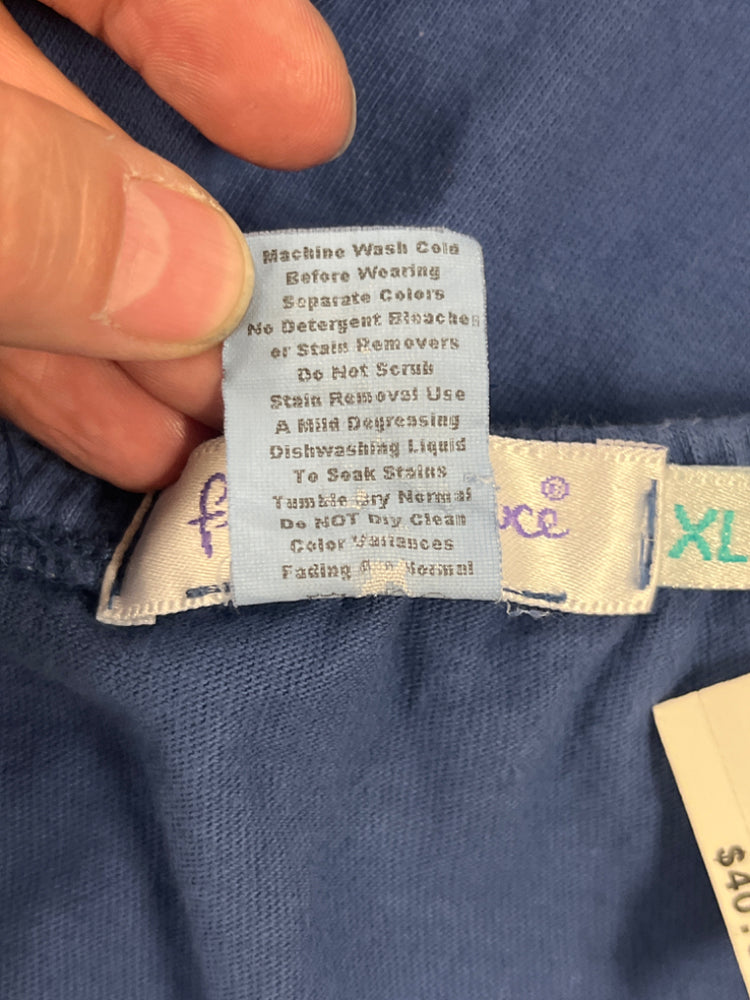 Machine Wash Cold
Before Wearing
Separate Colors
No Detergent Bleaches
or Stain Removers
Do Not Scrub
Stain Removal Use
A Mild Degreasing
Dishwashing Liquid
To Soak Stains
Tumble Dry Normal
Do NOT Dry Clean
Color Variances
Fading Normal
®
XL